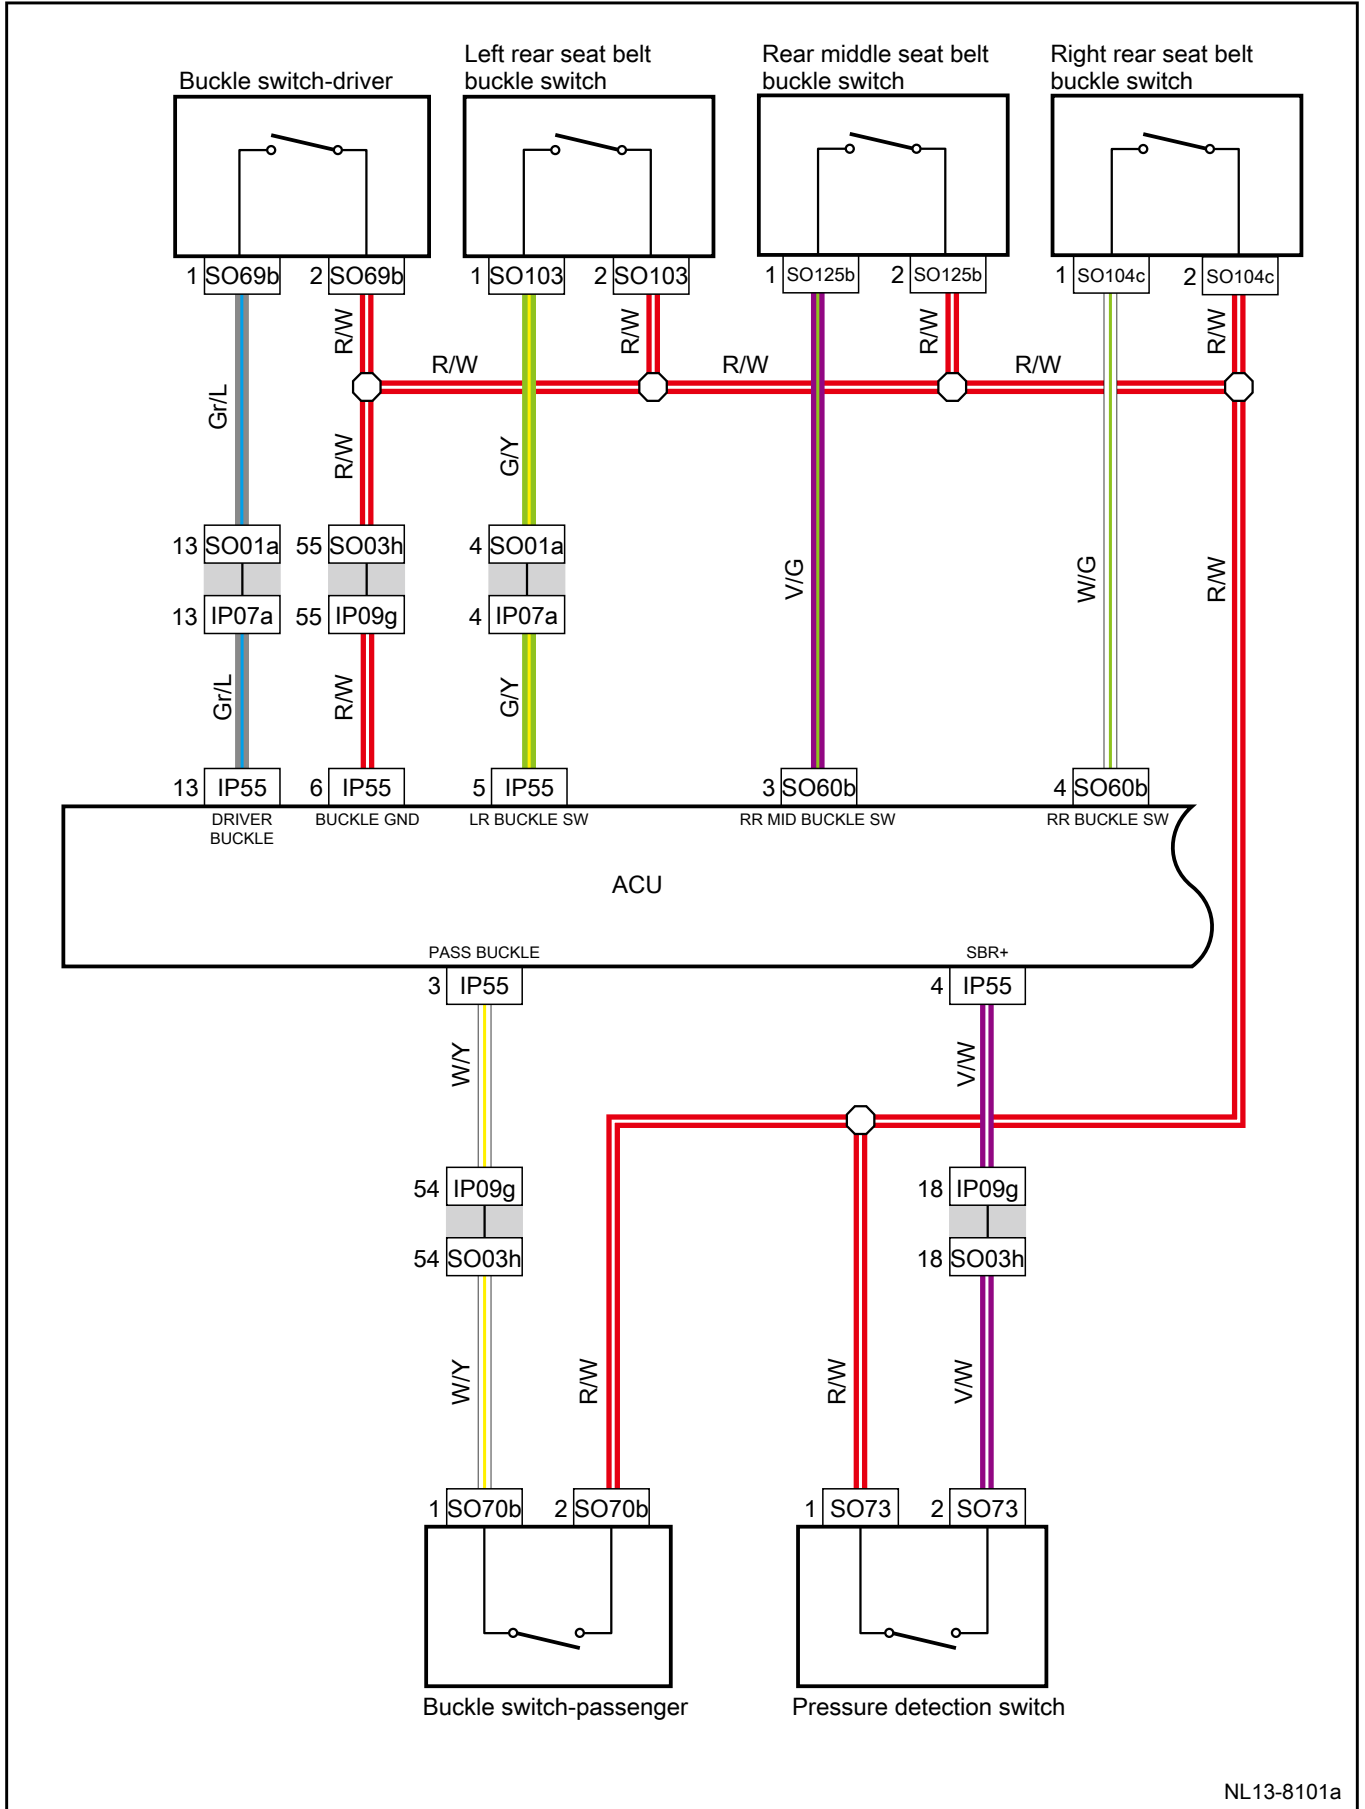 Buckle switch-driver
Left rear seat belt
buckle switch
Rear middle seat belt
buckle switch
Right rear seat belt
buckle switch
1 SO69b 2 SO69b 1 SO103 2 SO103 1 SO125b 2 SO125b 1 SO104c 2 SO104c
R/W R/W R/W R/W
R/W R/W R/W
Gr/L R/W G/Y
13 SO01a 55 SO03h 4 SO01a
V/G W/G R/W
13 IP07a 55 IP09g 4 IP07a
Gr/L R/W G/Y
13 IP55 6 IP55 5 IP55 3 SO60b 4 SO60b
DRIVER
BUCKLE
BUCKLE GND
LR BUCKLE SW
RR MID BUCKLE SW
RR BUCKLE SW
ACU
PASS BUCKLE SBR+
3 IP55 4 IP55
W/Y V/W
54 IP09g 18 IP09g
54 SO03h 18 SO03h
W/Y R/W R/W V/W
1 SO70b 2 SO70b 1 SO73 2 SO73
Buckle switch-passenger
Pressure detection switch
NL13-8101a